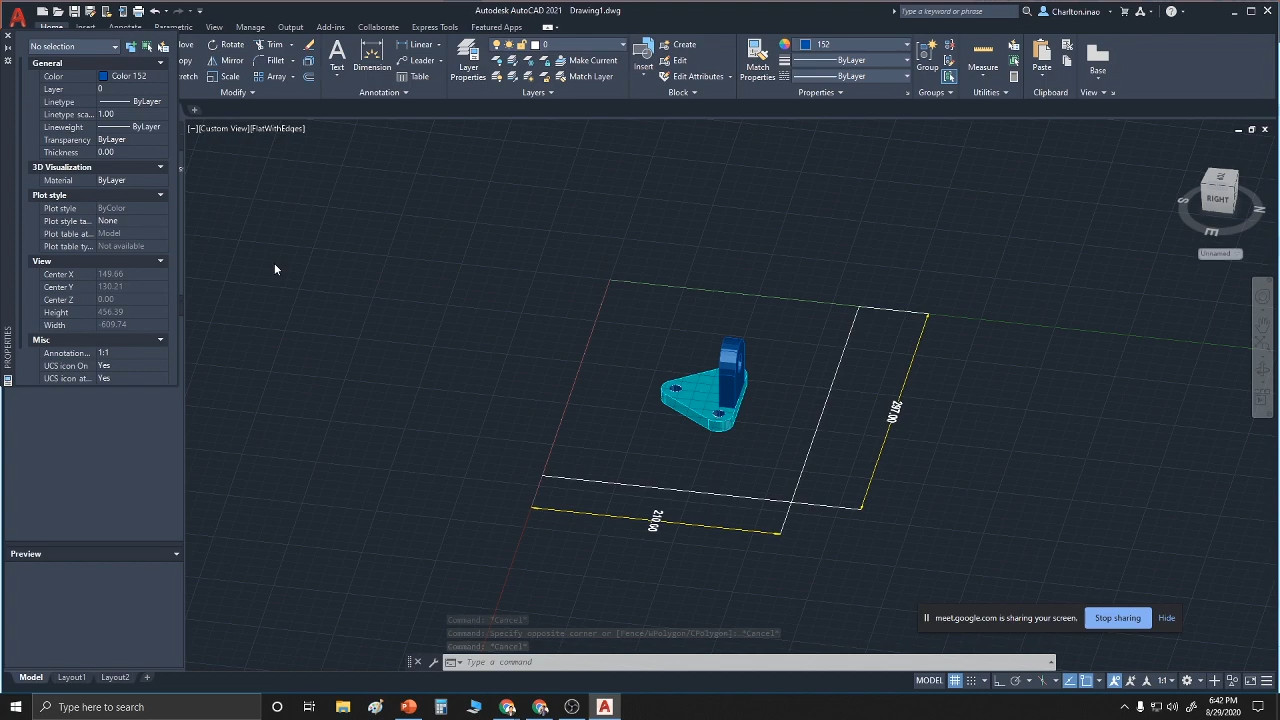 Autodesk AutoCAD 2021 Drawing1.dwg
Type a keyword or phrase
Charlton.inao
Home Insert Annotate Parametric View Manage Output Add-ins Collaborate Express Tools Featured Apps
No selection
General
Color Color 152
Layer 0
Linetype ByLayer
Linetype sca... 1.00
Lineweight ByLayer
Transparency ByLayer
Thickness 0.00
3D Visualization
Material ByLayer
Plot style
Plot style ByColor
Plot style ta... None
Plot table at... Model
Plot table ty... Not available
View
Center X 149.66
Center Y 130.21
Center Z 0.00
Height 456.39
Width -609.74
Misc
Annotation... 1:1
UCS icon On Yes
UCS icon at... Yes
PROPERTIES
Preview
Move Rotate Trim
Mirror Fillet
Stretch Scale Array
Modify
Text
Dimension
Linear
Leader
Table
Annotation
Layer
Properties
0
Make Current
Match Layer
Layers
Insert
Create
Edit
Edit Attributes
Block
Match
Properties
152
ByLayer
ByLayer
Properties
Group
Groups
Measure
Utilities
Paste
Clipboard
Base
View
[−][Custom View][FlatWithEdges]
RIGHT
S
E
N
Unnamed
297.00
210.00
Command: *Cancel*
Command: Specify opposite corner or [Fence/WPolygon/CPolygon]: *Cancel*
Command: *Cancel*
Type a command
meet.google.com is sharing your screen.
Stop sharing
Hide
Model Layout1 Layout2
MODEL
1:1
Type here to search
6:42 PM
8/29/2020